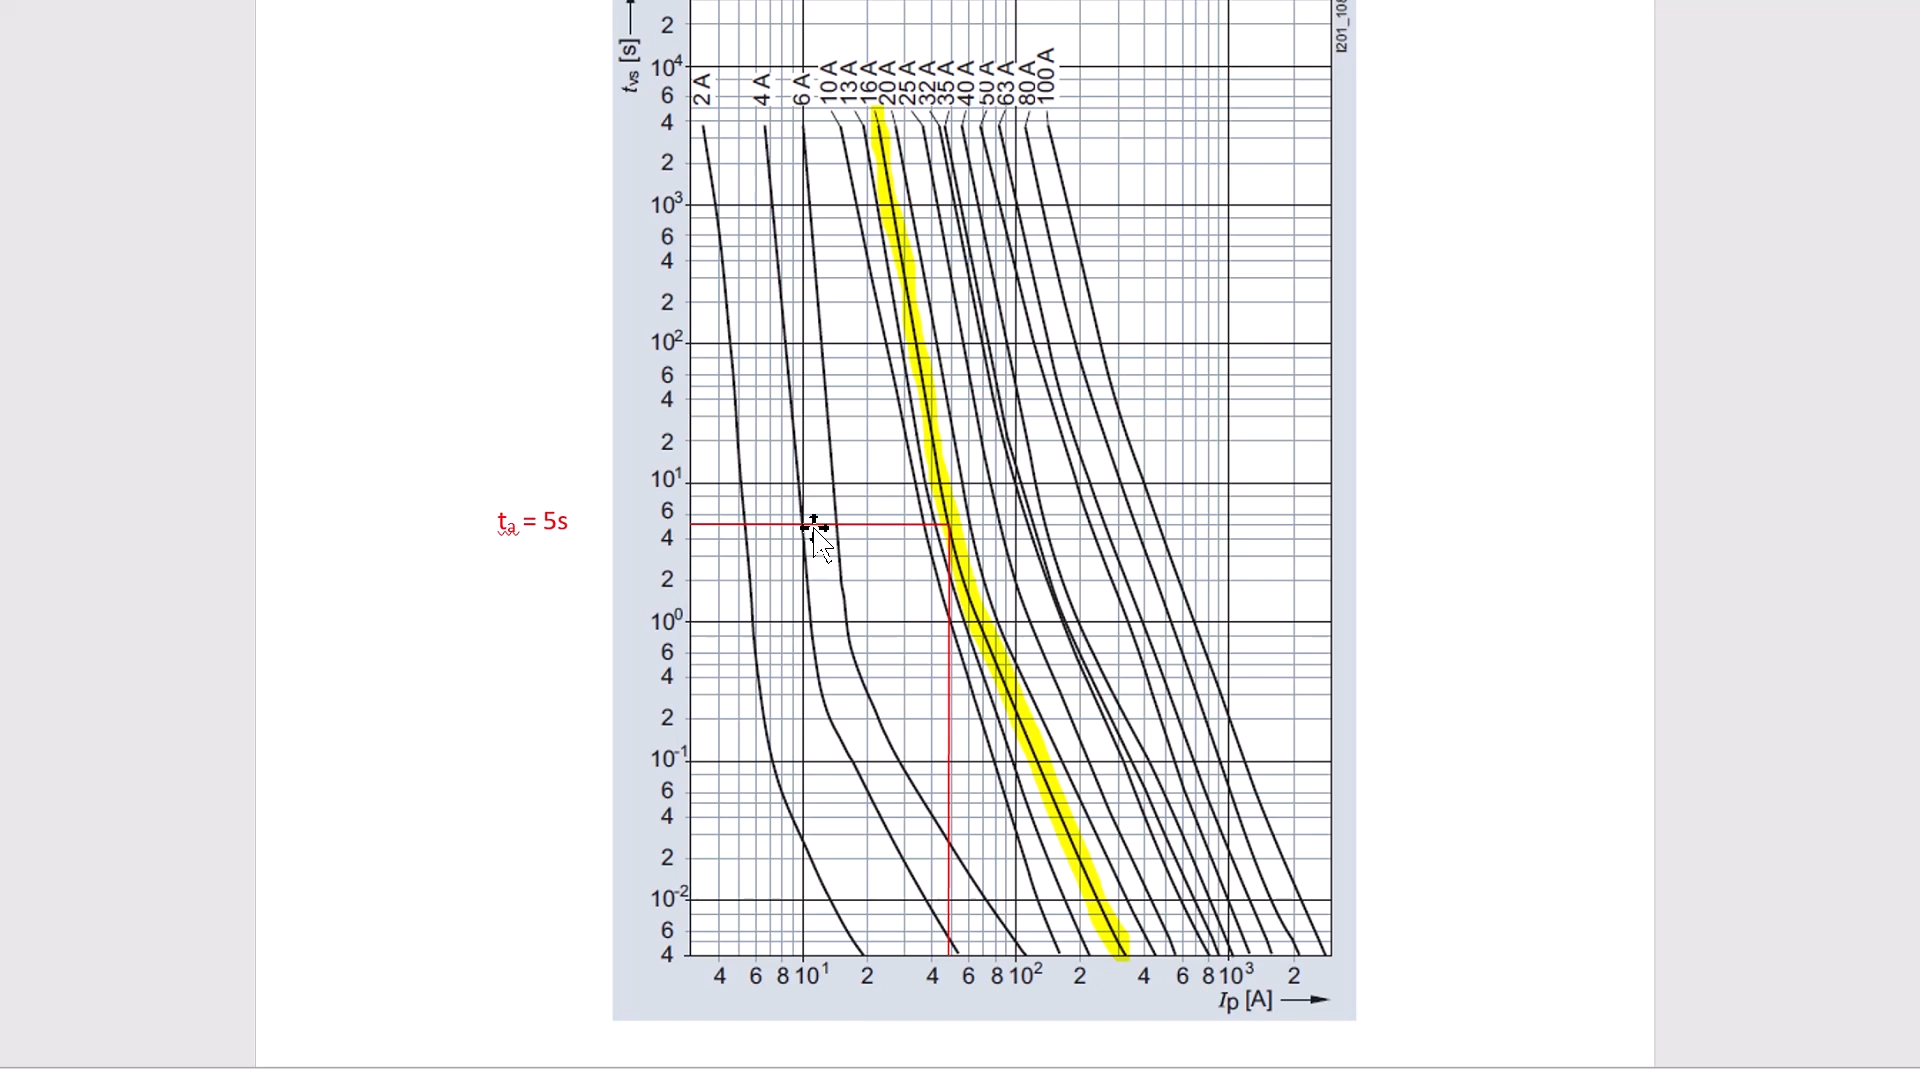 I201_108
t_vs [s]
2
10^4
6
4
2
10^3
6
4
2
10^2
6
4
2
10^1
6
4
2
10^0
6
4
2
10^-1
6
4
2
10^-2
6
4
2 A
4 A
6 A
10 A
13 A
16 A
20 A
25 A
32 A
35 A
40 A
50 A
63 A
80 A
100 A
t_a = 5s
4 6 8 10^1 2 4 6 8 10^2 2 4 6 8 10^3 2
I_p [A]